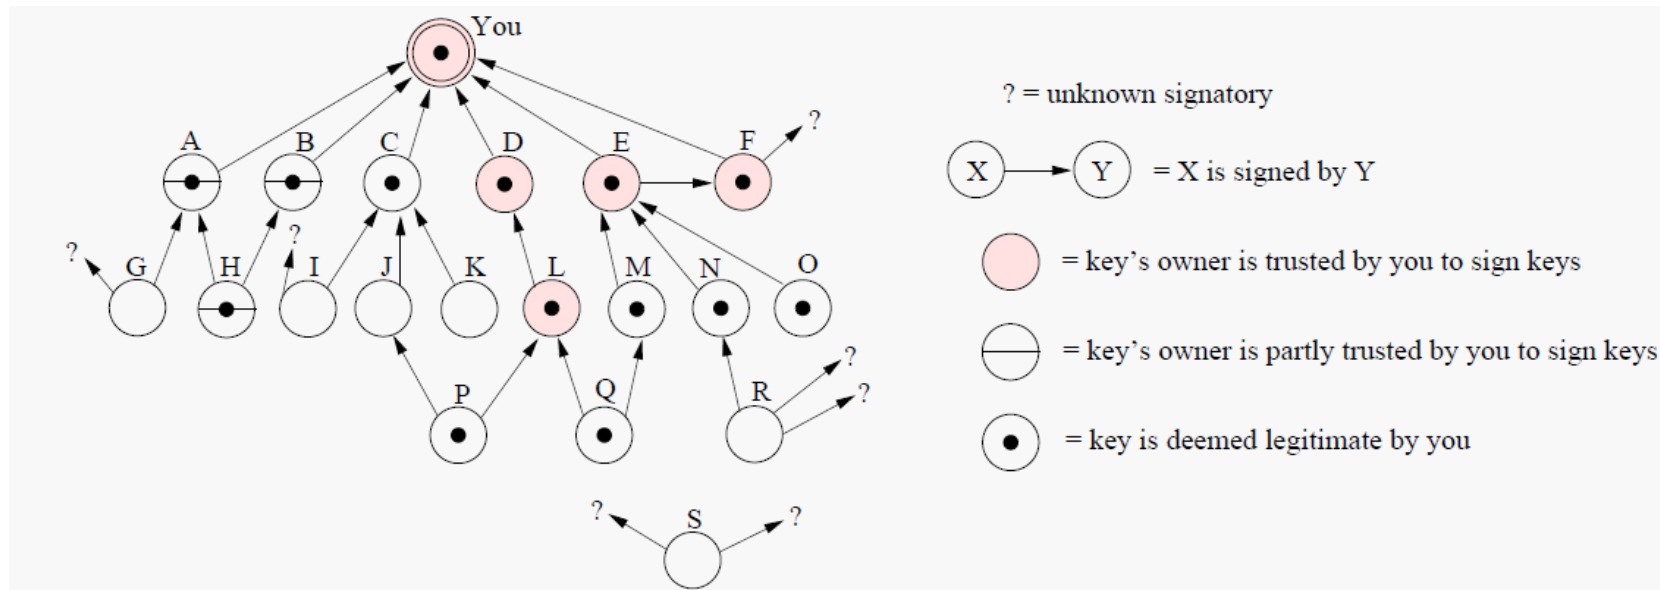 You
? = unknown signatory
A B C D E F ?
X Y = X is signed by Y
? G H ? I J K L M N O
= key's owner is trusted by you to sign keys
= key's owner is partly trusted by you to sign keys
P Q R ? ?
= key is deemed legitimate by you
? S ?